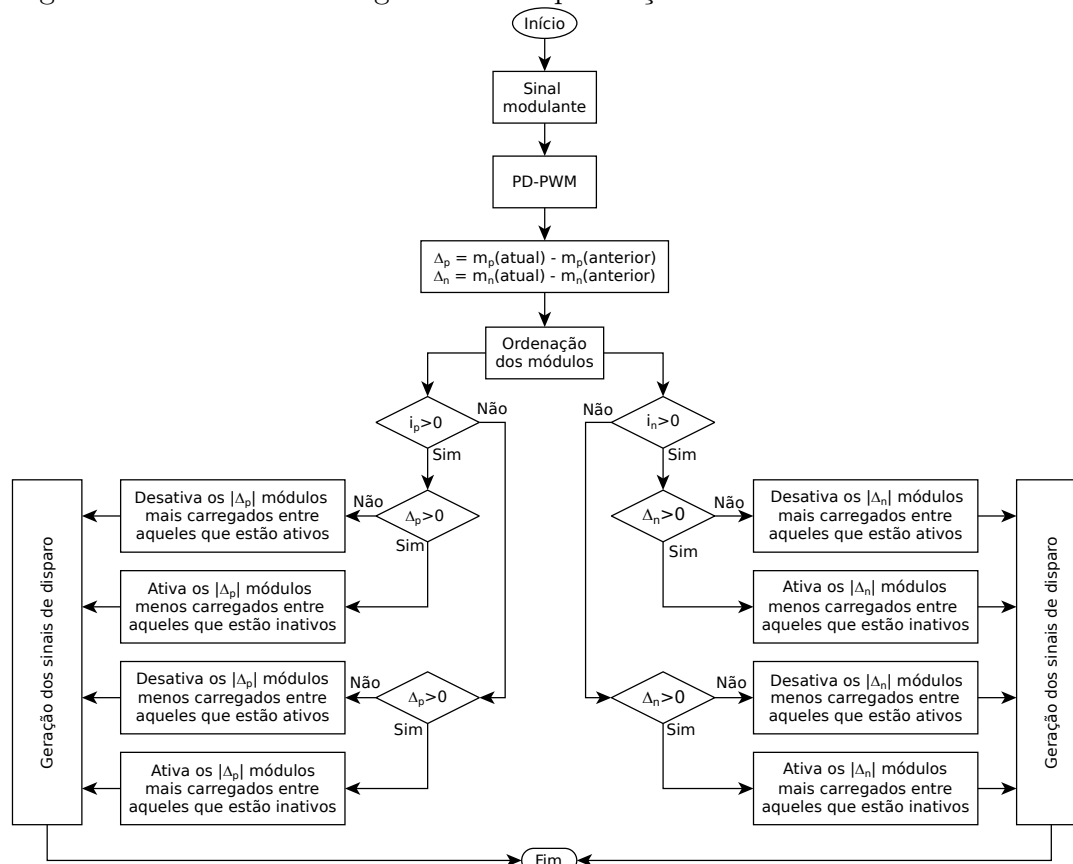 Início
Sinal
modulante
PD-PWM
Δp = mp(atual) - mp(anterior)
Δn = mn(atual) - mn(anterior)
Ordenação
dos módulos
ip>0
Não
Sim
Δp>0
Não
Sim
Desativa os |Δp| módulos
mais carregados entre
aqueles que estão ativos
Ativa os |Δp| módulos
menos carregados entre
aqueles que estão inativos
Δp>0
Não
Sim
Desativa os |Δp| módulos
menos carregados entre
aqueles que estão ativos
Ativa os |Δp| módulos
mais carregados entre
aqueles que estão inativos
Geração dos sinais de disparo
in>0
Não
Sim
Δn>0
Não
Sim
Desativa os |Δn| módulos
mais carregados entre
aqueles que estão ativos
Ativa os |Δn| módulos
menos carregados entre
aqueles que estão inativos
Δn>0
Não
Sim
Desativa os |Δn| módulos
menos carregados entre
aqueles que estão ativos
Ativa os |Δn| módulos
mais carregados entre
aqueles que estão inativos
Geração dos sinais de disparo
Fim